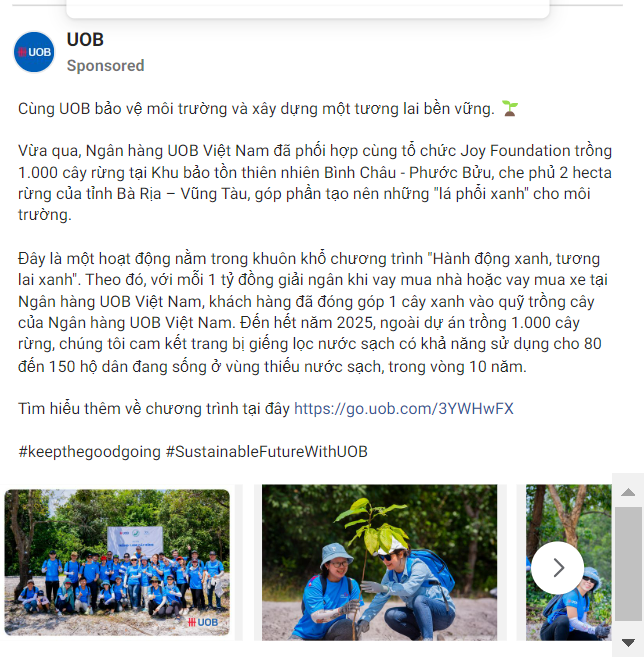 UOB
UOB
Sponsored
Cùng UOB bảo vệ môi trường và xây dựng một tương lai bền vững. 🌱
Vừa qua, Ngân hàng UOB Việt Nam đã phối hợp cùng tổ chức Joy Foundation trồng
1.000 cây rừng tại Khu bảo tồn thiên nhiên Bình Châu - Phước Bửu, che phủ 2 hecta
rừng của tỉnh Bà Rịa – Vũng Tàu, góp phần tạo nên những "lá phổi xanh" cho môi
trường.
Đây là một hoạt động nằm trong khuôn khổ chương trình "Hành động xanh, tương
lai xanh". Theo đó, với mỗi 1 tỷ đồng giải ngân khi vay mua nhà hoặc vay mua xe tại
Ngân hàng UOB Việt Nam, khách hàng đã đóng góp 1 cây xanh vào quỹ trồng cây
của Ngân hàng UOB Việt Nam. Đến hết năm 2025, ngoài dự án trồng 1.000 cây
rừng, chúng tôi cam kết trang bị giếng lọc nước sạch có khả năng sử dụng cho 80
đến 150 hộ dân đang sống ở vùng thiếu nước sạch, trong vòng 10 năm.
Tìm hiểu thêm về chương trình tại đây https://go.uob.com/3YWHwFX
#keepthegoodgoing #SustainableFutureWithUOB
UOB